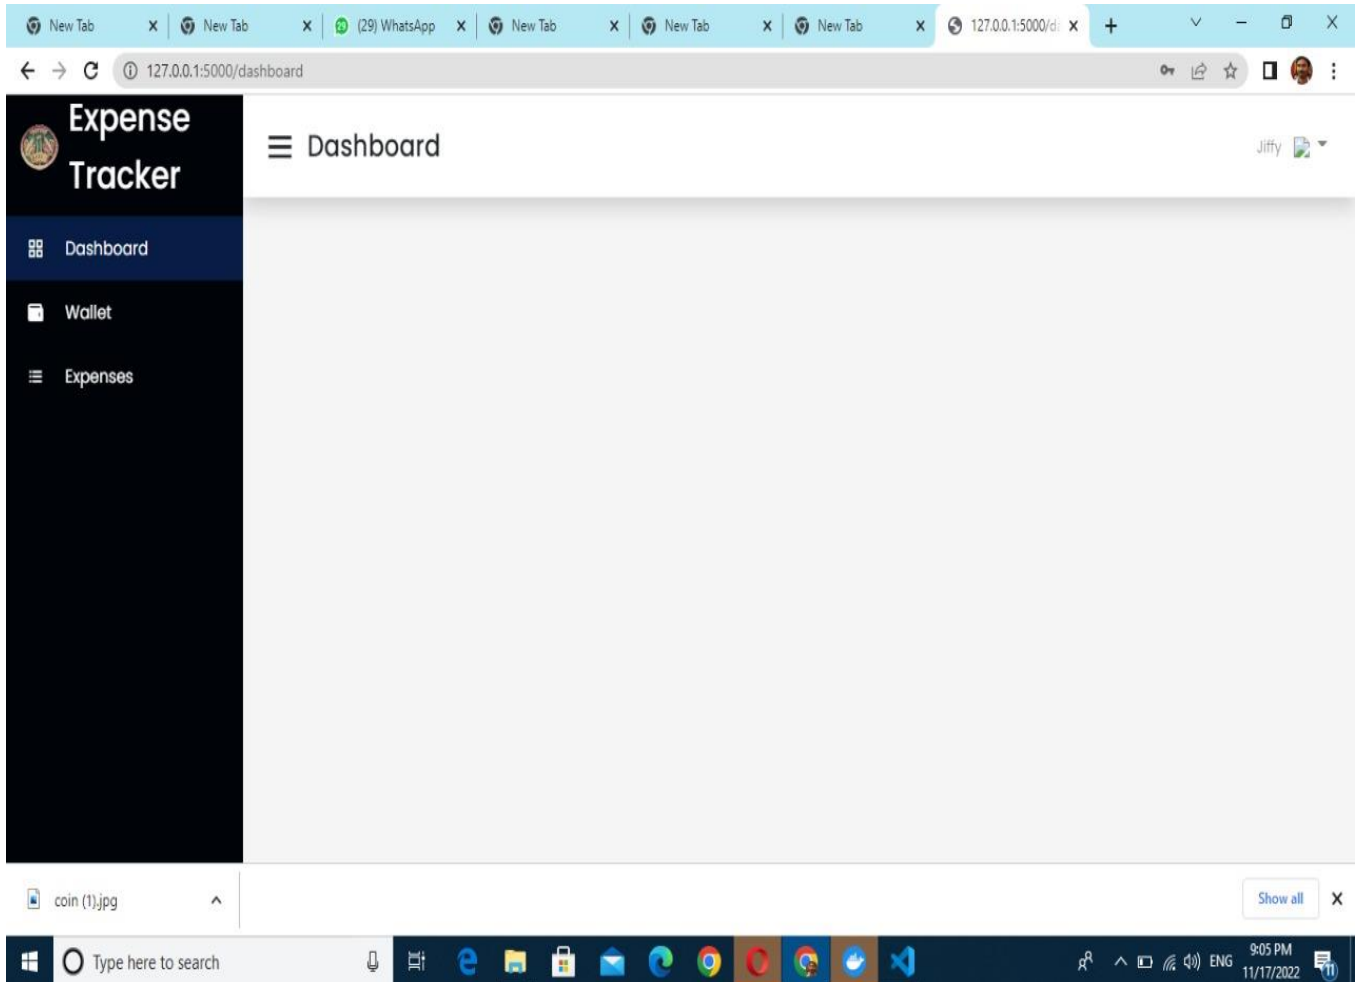 New Tab
New Tab
(29) WhatsApp
New Tab
New Tab
New Tab
127.0.0.1:5000/d
127.0.0.1:5000/dashboard
Expense
Tracker
Dashboard
Jiffy
Dashboard
Wallet
Expenses
coin (1).jpg
Show all
Type here to search
ENG
9:05 PM
11/17/2022
11